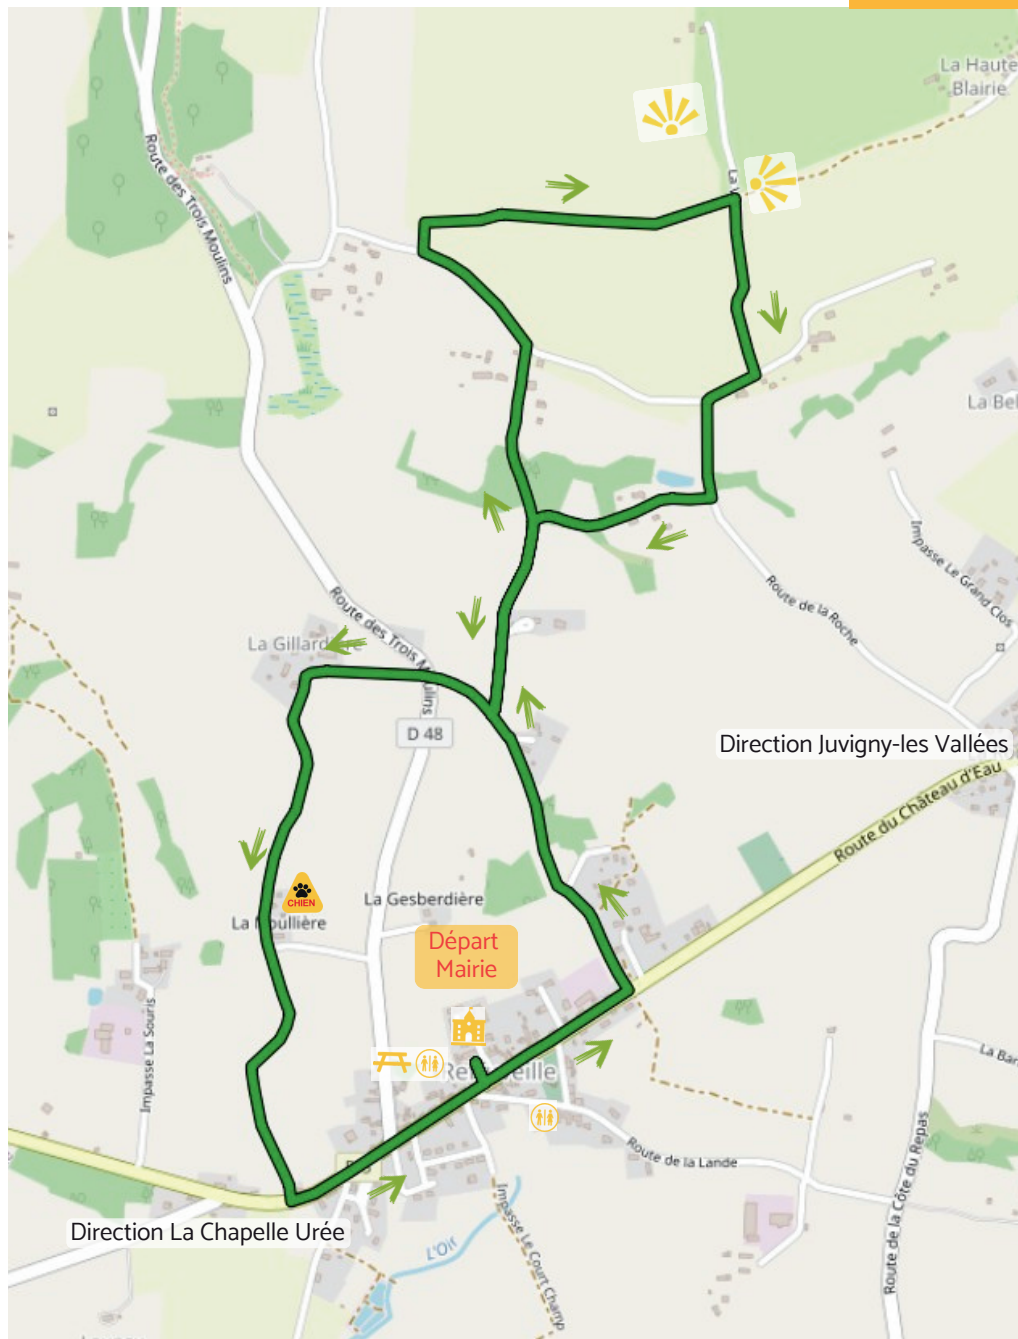 La Haute
Blairie
Route des Trois Moulins
La Bel
Impasse Le Grand Clos
Route de la Roche
Route des Trois Moulins
La Gillard
D 48
Direction Juvigny-les Vallées
Route du Château d'Eau
CHIEN
La Gesberdière
Départ
Mairie
Impasse La Souris
La Bar
Route de la Lande
Route de la Côte du Repas
Impasse Le Court Champ
Direction La Chapelle Urée
L'Oir